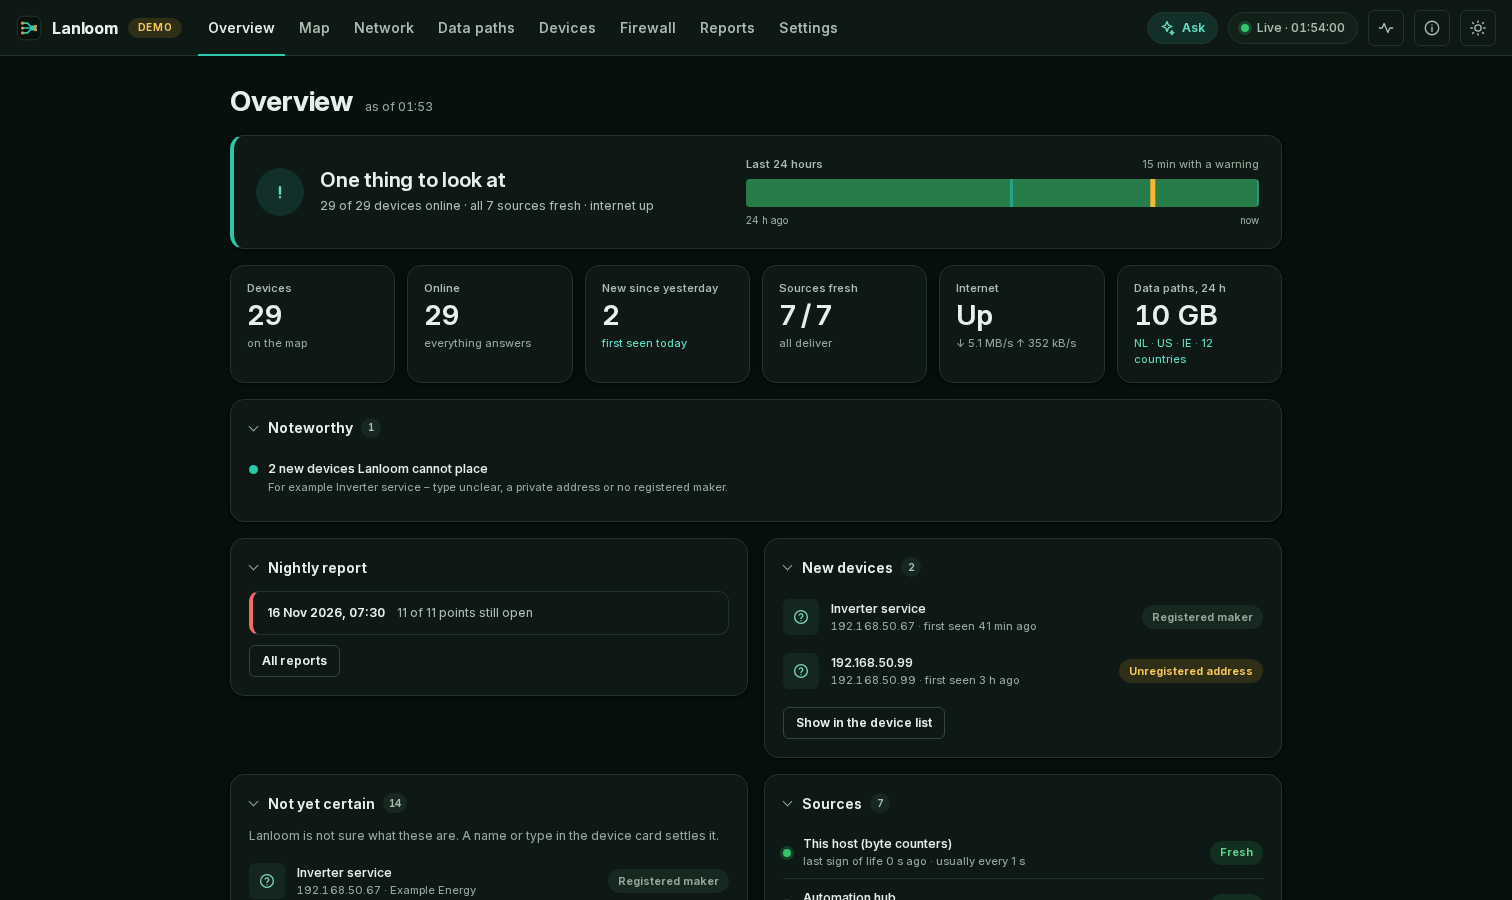 Lanloom DEMO Overview Map Network Data paths Devices Firewall Reports Settings Ask Live · 01:54:00
Overview as of 01:53
One thing to look at
29 of 29 devices online · all 7 sources fresh · internet up
Last 24 hours 15 min with a warning
24 h ago now
Devices
29
on the map
Online
29
everything answers
New since yesterday
2
first seen today
Sources fresh
7 / 7
all deliver
Internet
Up
↓ 5.1 MB/s ↑ 352 kB/s
Data paths, 24 h
10 GB
NL · US · IE · 12
countries
Noteworthy 1
2 new devices Lanloom cannot place
For example Inverter service – type unclear, a private address or no registered maker.
Nightly report
16 Nov 2026, 07:30 11 of 11 points still open
All reports
New devices 2
Inverter service
192.168.50.67 · first seen 41 min ago
Registered maker
192.168.50.99
192.168.50.99 · first seen 3 h ago
Unregistered address
Show in the device list
Not yet certain 14
Lanloom is not sure what these are. A name or type in the device card settles it.
Inverter service
192.168.50.67 · Example Energy
Registered maker
Sources 7
This host (byte counters)
last sign of life 0 s ago · usually every 1 s
Fresh
Automation hub